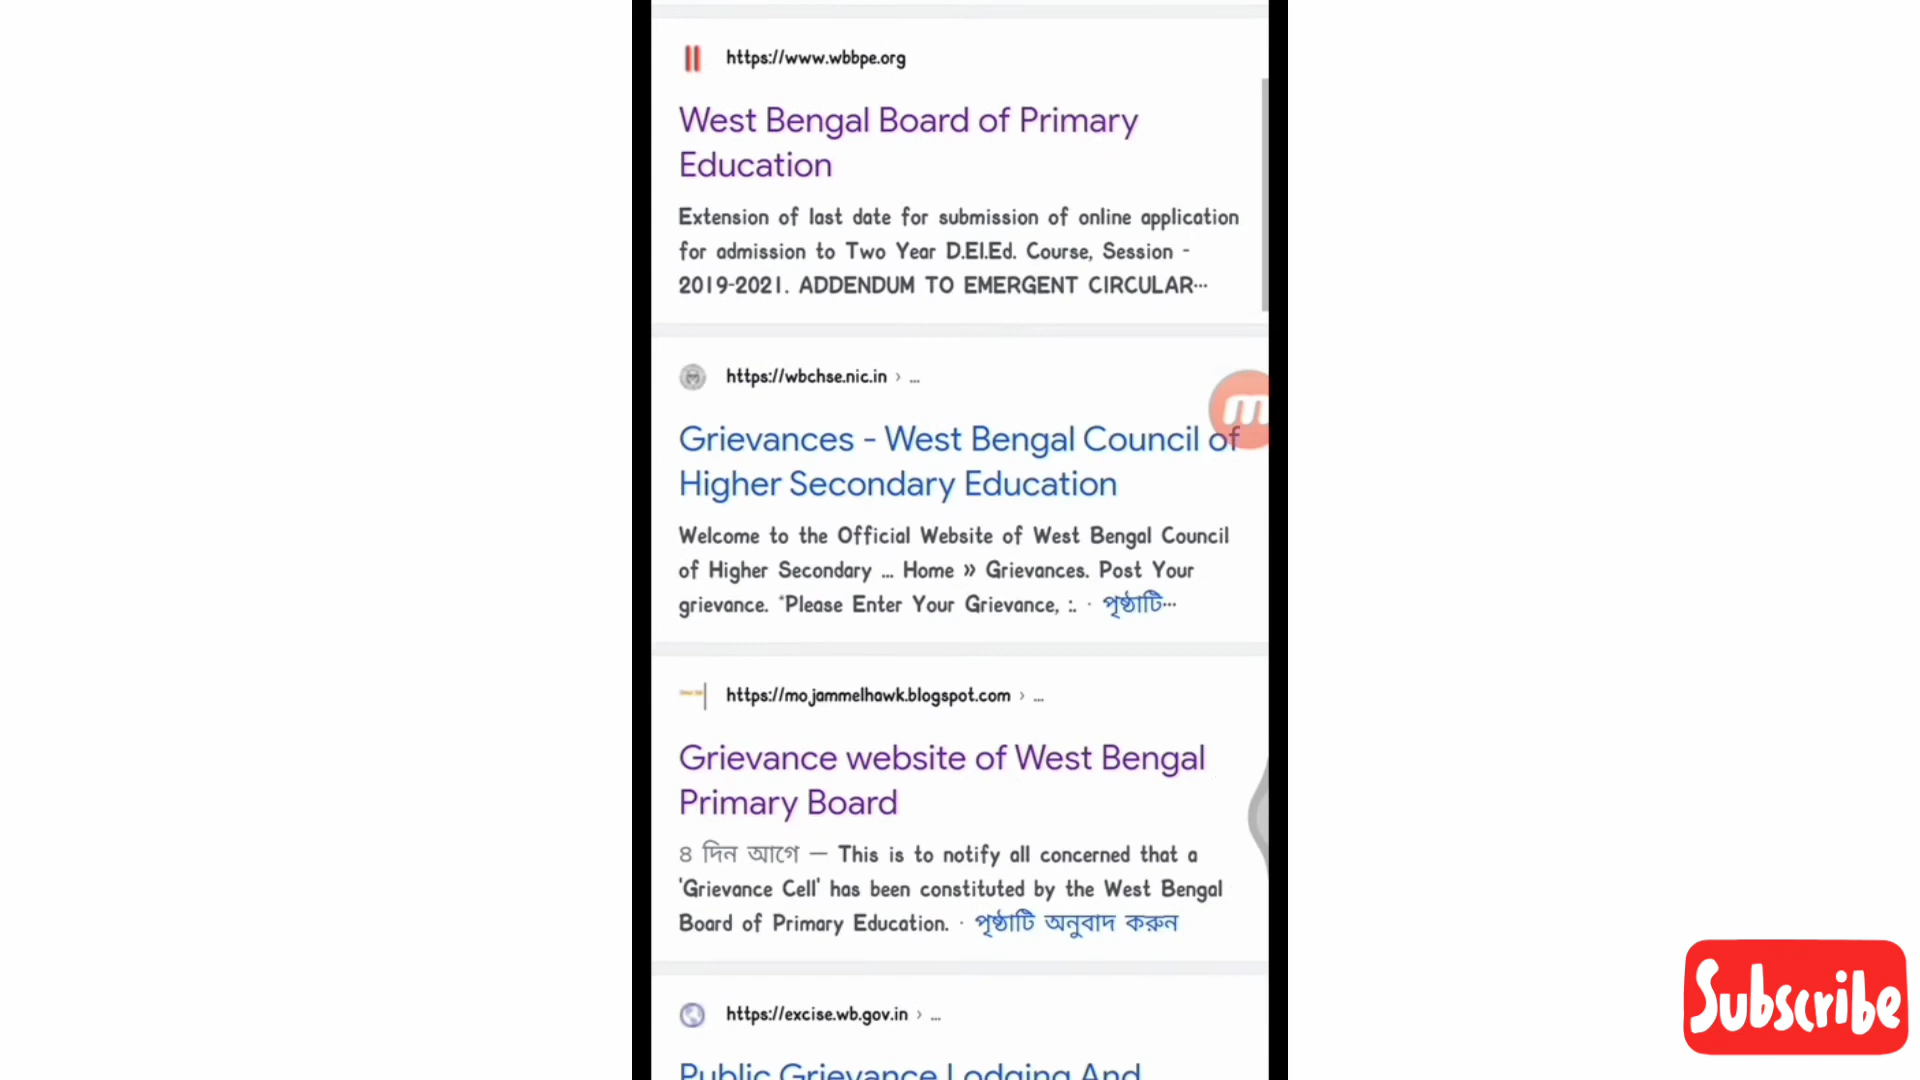 https://www.wbbpe.org
West Bengal Board of Primary
Education
Extension of last date for submission of online application
for admission to Two Year D.El.Ed. Course, Session -
2019-2021. ADDENDUM TO EMERGENT CIRCULAR...
https://wbchse.nic.in › ...
Grievances - West Bengal Council of
Higher Secondary Education
Welcome to the Official Website of West Bengal Council
of Higher Secondary ... Home » Grievances. Post Your
grievance. *Please Enter Your Grievance, :. · পৃষ্ঠাটি...
https://mojammelhawk.blogspot.com › ...
Grievance website of West Bengal
Primary Board
৪ দিন আগে — This is to notify all concerned that a
'Grievance Cell' has been constituted by the West Bengal
Board of Primary Education. · পৃষ্ঠাটি অনুবাদ করুন
https://excise.wb.gov.in › ...
Public Grievance Lodging And
Subscribe